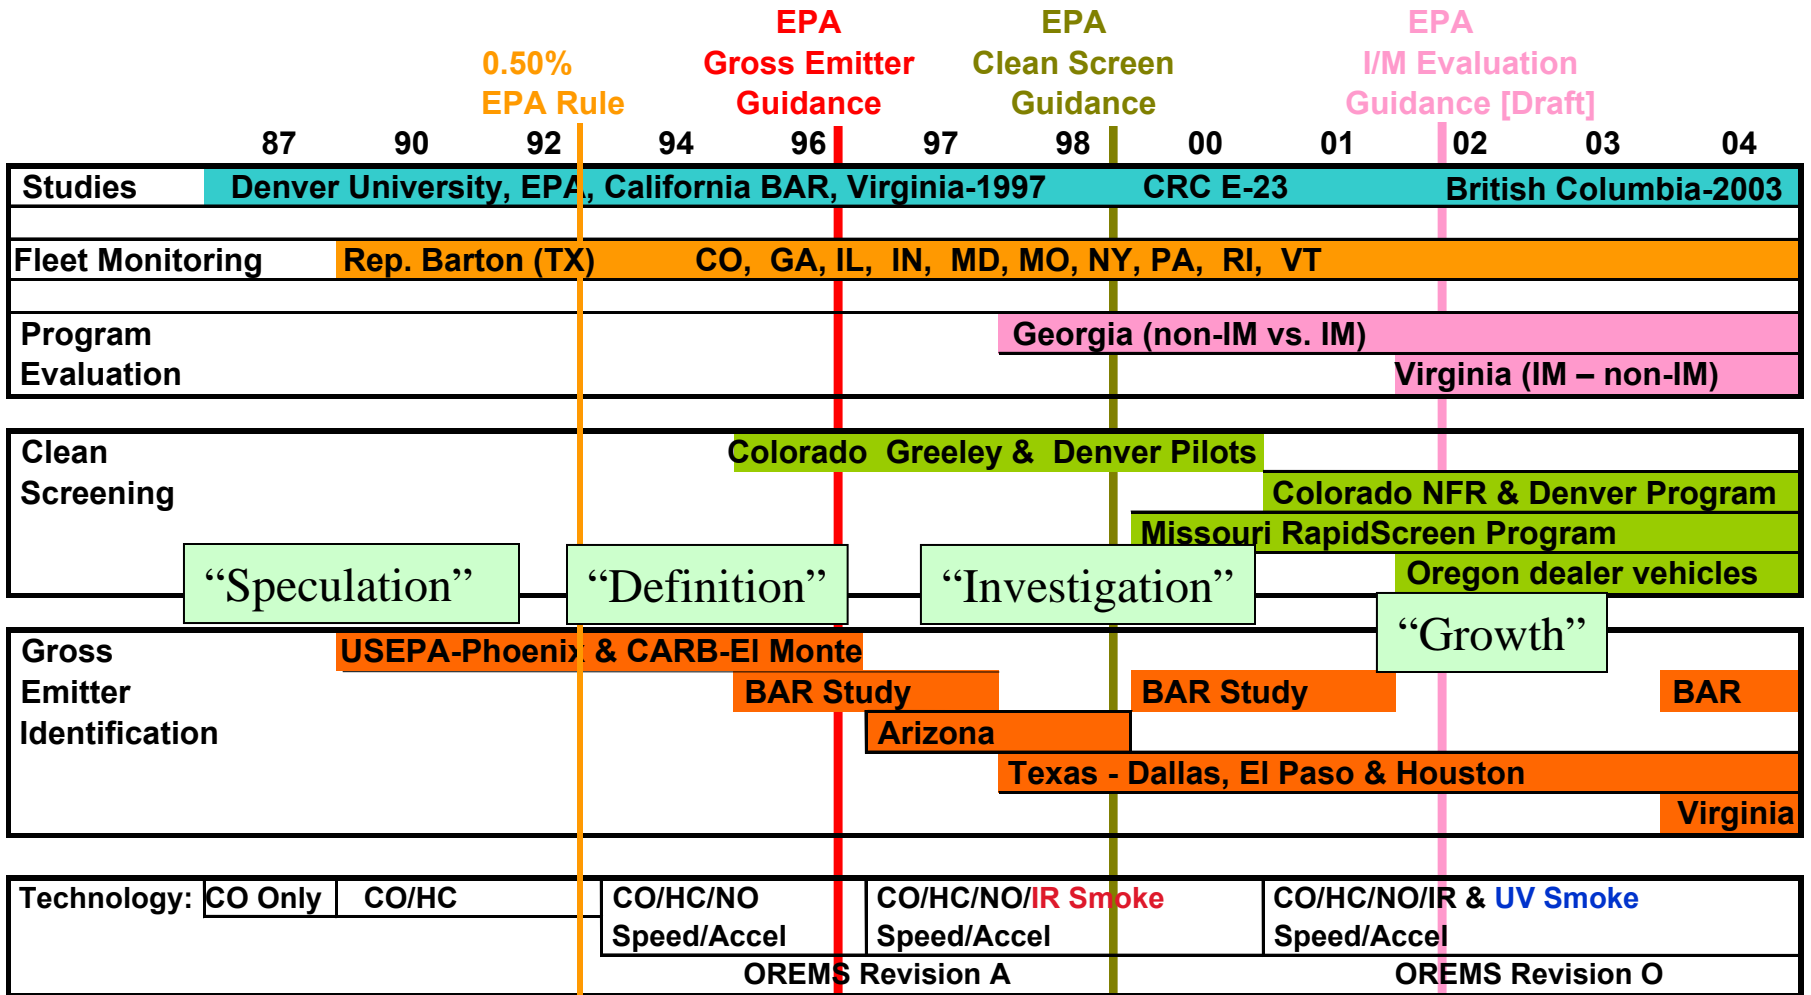 EPA
Gross Emitter
Guidance
EPA
Clean Screen
Guidance
EPA
I/M Evaluation
Guidance [Draft]
0.50%
EPA Rule
87 90 92 94 96 97 98 00 01 02 03 04
Studies Denver University, EPA, California BAR, Virginia-1997 CRC E-23 British Columbia-2003
Fleet Monitoring Rep. Barton (TX) CO, GA, IL, IN, MD, MO, NY, PA, RI, VT
Program
Evaluation
Georgia (non-IM vs. IM)
Virginia (IM – non-IM)
Clean
Screening
Colorado Greeley & Denver Pilots
Colorado NFR & Denver Program
Missouri RapidScreen Program
Oregon dealer vehicles
“Speculation” “Definition” “Investigation”
“Growth”
Gross
Emitter
Identification
USEPA-Phoenix & CARB-El Monte
BAR Study BAR Study BAR
Arizona
Texas - Dallas, El Paso & Houston
Virginia
Technology: CO Only CO/HC
CO/HC/NO
Speed/Accel
CO/HC/NO/IR Smoke
Speed/Accel
CO/HC/NO/IR & UV Smoke
Speed/Accel
OREMS Revision A OREMS Revision O